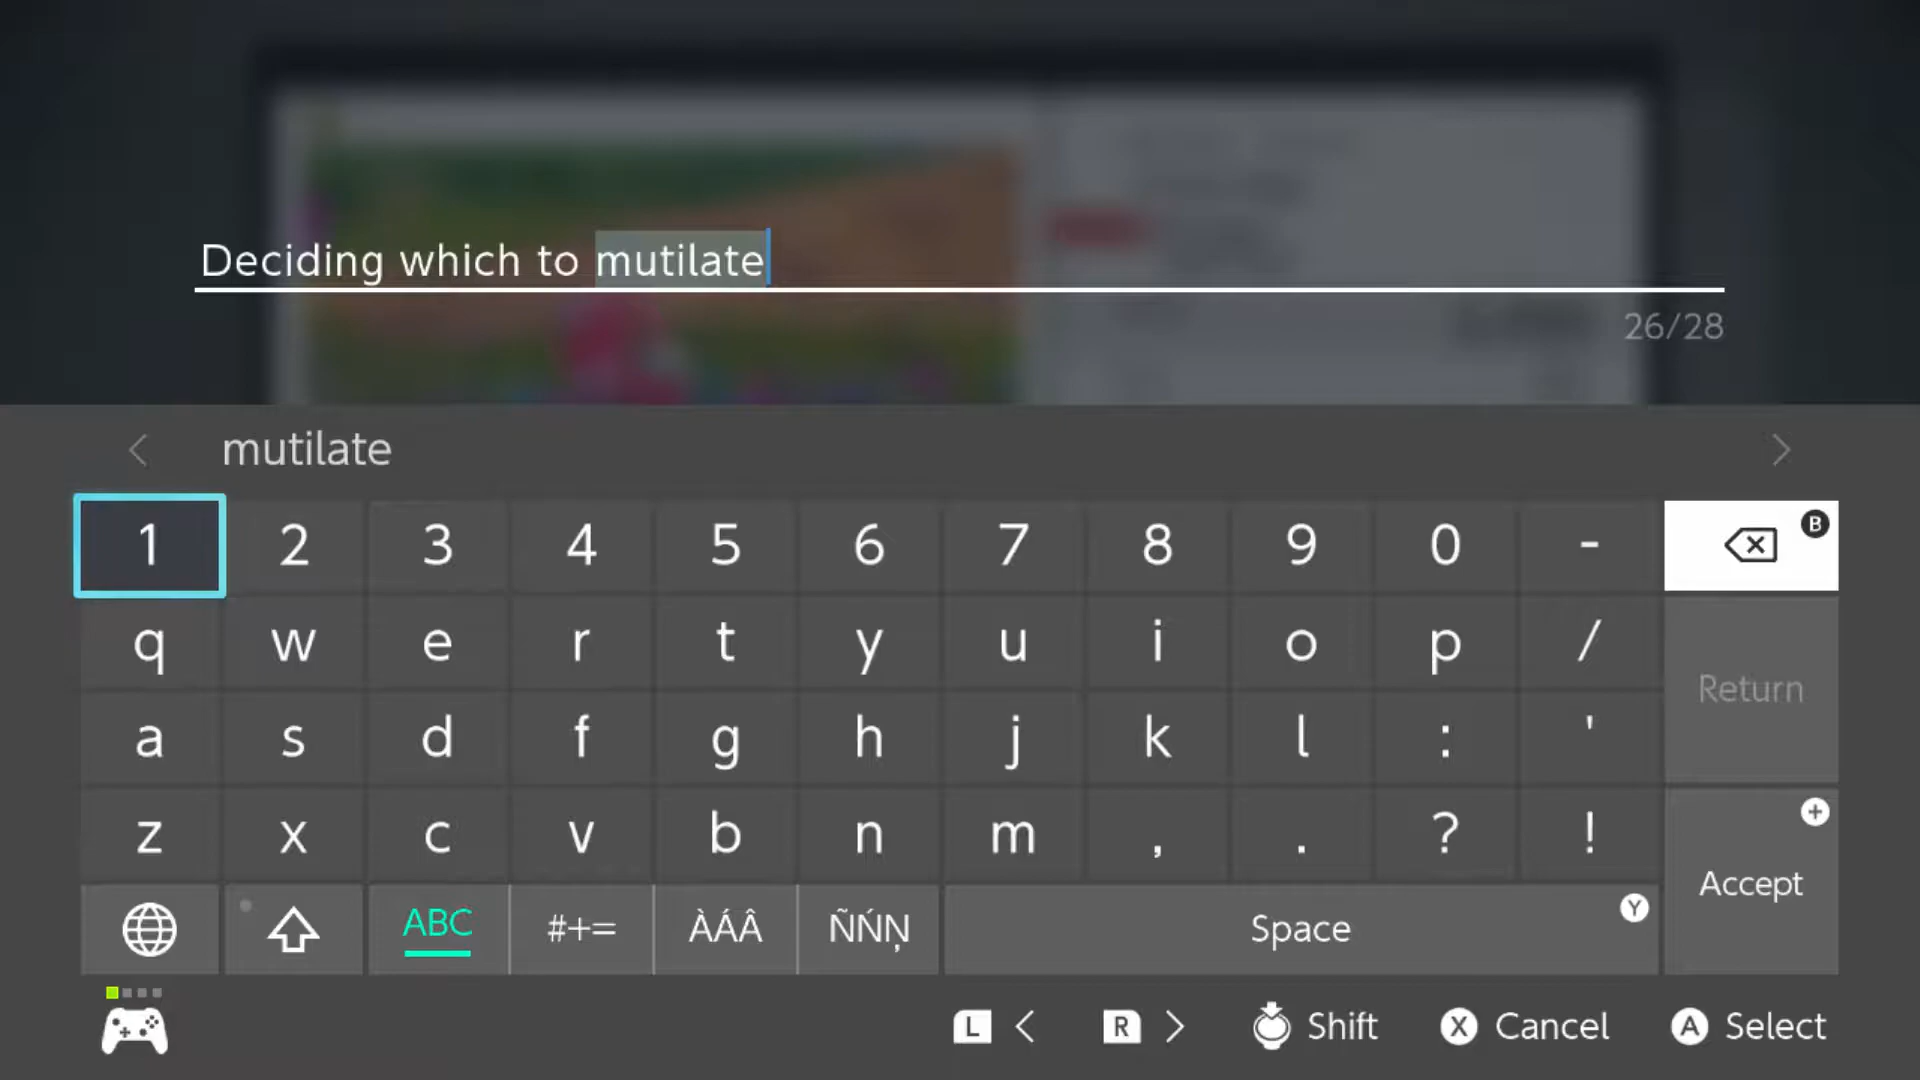 Deciding which to mutilate
26/28
mutilate
1 2 3 4 5 6 7 8 9 0 - B
q w e r t y u i o p /
Return
a s d f g h j k l : '
z x c v b n m , . ? !
Accept
ABC #+= ÀÁÂ ÑŃŅ Space Y
L R Shift X Cancel A Select